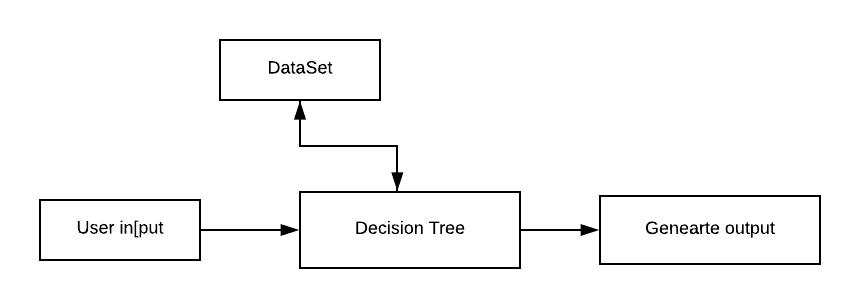 DataSet
User in[put
Decision Tree
Genearte output